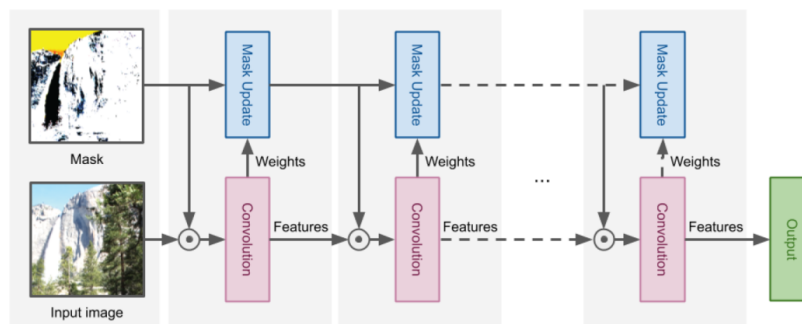 Mask
Input image
Mask Update
Weights
Convolution
Features
Mask Update
Weights
Convolution
Features
...
Mask Update
Weights
Convolution
Features
Output